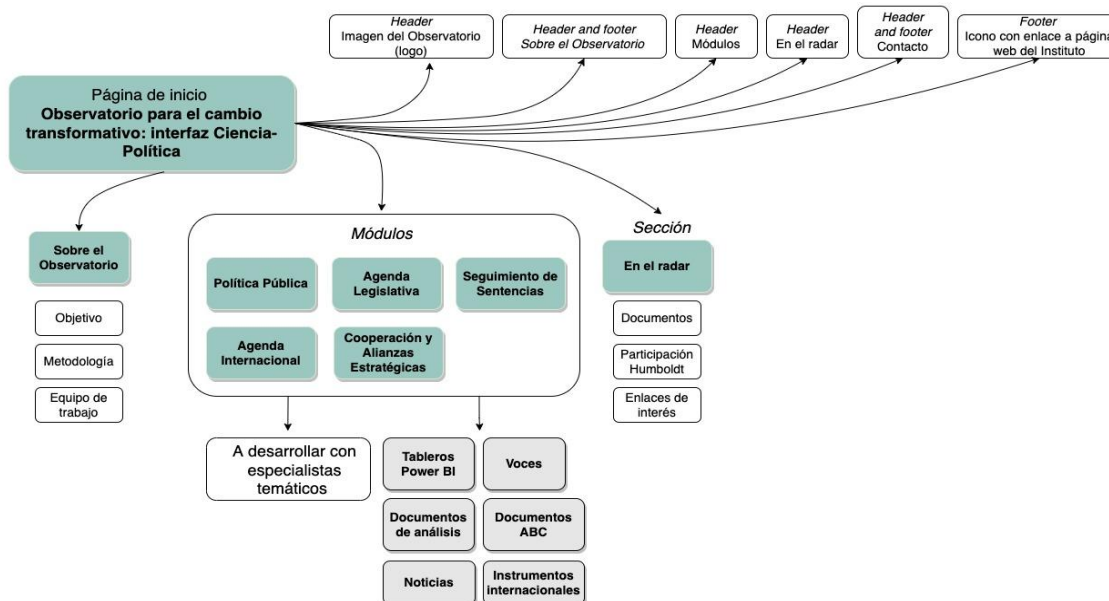 Header
Imagen del Observatorio
(logo)
Header and footer
Sobre el Observatorio
Header
Módulos
Header
En el radar
Header
and footer
Contacto
Footer
Icono con enlace a página
web del Instituto
Página de inicio
Observatorio para el cambio
transformativo: interfaz Ciencia-
Política
Sobre el
Observatorio
Objetivo
Metodología
Equipo de
trabajo
Módulos
Política Pública
Agenda
Legislativa
Seguimiento de
Sentencias
Agenda
Internacional
Cooperación y
Alianzas
Estratégicas
Sección
En el radar
Documentos
Participación
Humboldt
Enlaces de
interés
A desarrollar con
especialistas
temáticos
Tableros
Power BI
Voces
Documentos
de análisis
Documentos
ABC
Noticias
Instrumentos
internacionales